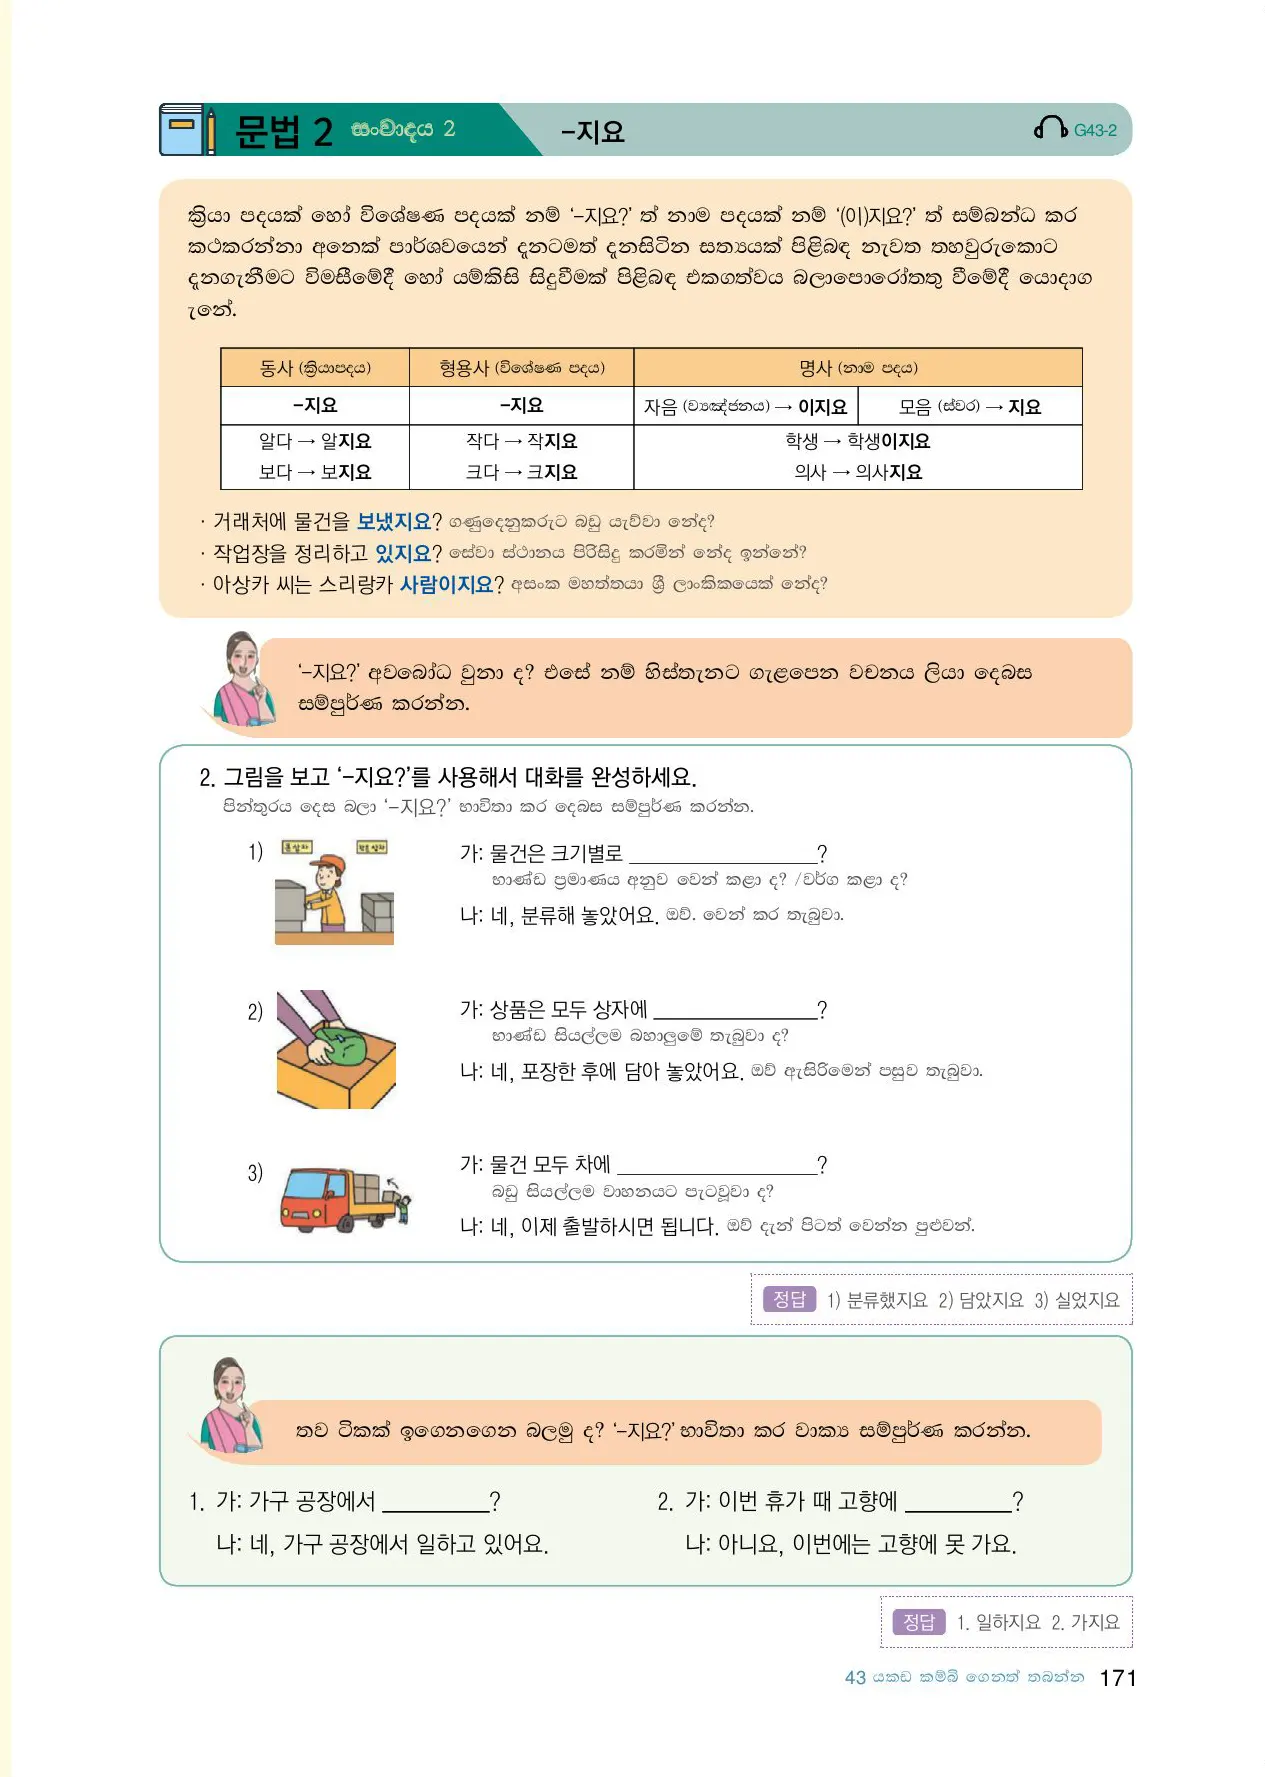 문법 2 සංවාදය 2 -지요 G43-2
ක්‍රියා පදයක් හෝ විශේෂණ පදයක් නම් ‘-지요?’ ත් නාම පදයක් නම් ‘(이)지요?’ ත් සම්බන්ධ කර
කථකරන්නා අනෙක් පාර්ශවයෙන් දැනටමත් දැනසිටින සත්‍යයක් පිළිබඳ නැවත තහවුරුකොට
දැනගැනීමට විමසීමේදී හෝ යම්කිසි සිදුවීමක් පිළිබඳ එකගත්වය බලාපොරෝත්තු වීමේදී යොදාග
ැනේ.
동사 (ක්‍රියාපදය) 형용사 (විශේෂණ පදය) 명사 (නාම පදය)
-지요 -지요 자음 (ව්‍යඤ්ජනය) → 이지요 모음 (ස්වර) → 지요
알다 → 알지요 작다 → 작지요 학생 → 학생이지요
보다 → 보지요 크다 → 크지요 의사 → 의사지요
· 거래처에 물건을 보냈지요? ගණුදෙනුකරුට බඩු යැව්වා නේද?
· 작업장을 정리하고 있지요? සේවා ස්ථානය පිරිසිදු කරමින් නේද ඉන්නේ?
· 아상카 씨는 스리랑카 사람이지요? අසංක මහත්තයා ශ්‍රී ලාංකිකයෙක් නේද?
‘-지요?’ අවබෝධ වුනා ද? එසේ නම් හිස්තැනට ගැළපෙන වචනය ලියා දෙබස
සම්පුර්ණ කරන්න.
2. 그림을 보고 ‘-지요?’를 사용해서 대화를 완성하세요.
පින්තූරය දෙස බලා ‘-지요?’ භාවිතා කර දෙබස සම්පුර්ණ කරන්න.
1) 가: 물건은 크기별로 ____________?
භාණ්ඩ ප්‍රමාණය අනුව වෙන් කළා ද? /වර්ග කළා ද?
나: 네, 분류해 놓았어요. ඔව්. වෙන් කර තැබුවා.
2) 가: 상품은 모두 상자에 ____________?
භාණ්ඩ සියල්ලම බහාලුමේ තැබුවා ද?
나: 네, 포장한 후에 담아 놓았어요. ඔව් ඇසිරිමෙන් පසුව තැබුවා.
3) 가: 물건 모두 차에 ____________?
බඩු සියල්ලම වාහනයට පැටවූවා ද?
나: 네, 이제 출발하시면 됩니다. ඔව් දැන් පිටත් වෙන්න පුළුවන්.
정답 1) 분류했지요 2) 담았지요 3) 실었지요
තව ටිකක් ඉගෙනගෙන බලමු ද? ‘-지요?’ භාවිතා කර වාක්‍ය සම්පුර්ණ කරන්න.
1. 가: 가구 공장에서 ________? 2. 가: 이번 휴가 때 고향에 ________?
나: 네, 가구 공장에서 일하고 있어요. 나: 아니요, 이번에는 고향에 못 가요.
정답 1. 일하지요 2. 가지요
43 යකඩ කම්බි ගෙනත් තබන්න 171